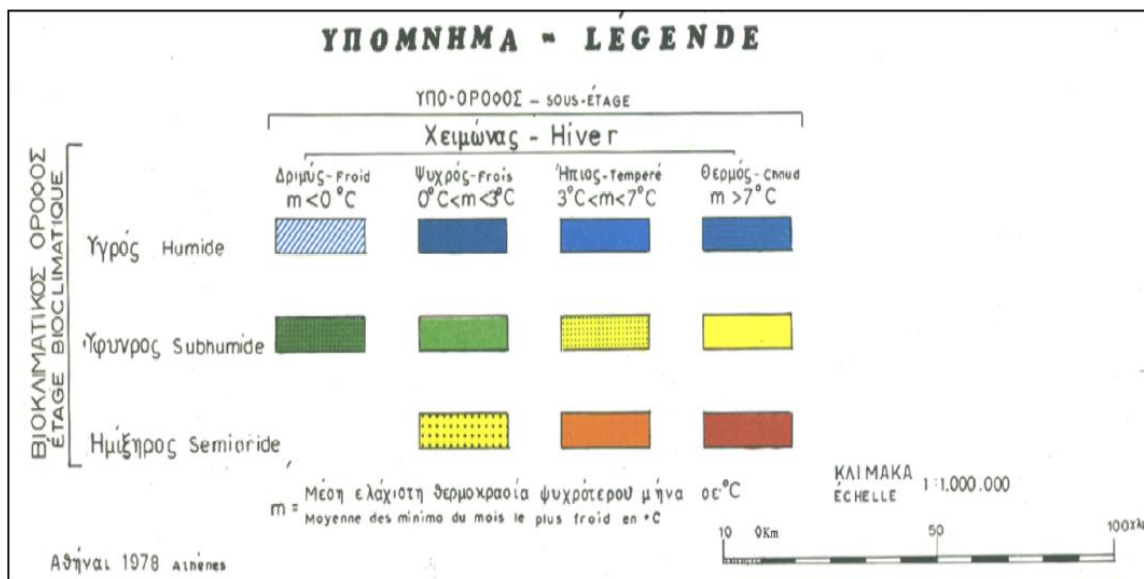 ΥΠΟΜΝΗΜΑ - LÉGENDE
ΥΠΟ-ΟΡΟΦΟΣ - SOUS-ÉTAGE
Χειμώνας - Hiver
Δριμύς-Froid Ψυχρός-Frais Ήπιος-Temperé Θερμός-Chaud
m<0°C 0°C<m<3°C 3°C<m<7°C m>7°C
ΒΙΟΚΛΙΜΑΤΙΚΟΣ ΟΡΟΦΟΣ
ÉTAGE BIOCLIMATIQUE
Υγρός Humide
Ύφυγρος Subhumide
Ημίξηρος Semiaride
m = Μέση ελάχιστη θερμοκρασία ψυχρότερου μήνα σε °C
Moyenne des minima du mois le plus froid en °C
ΚΛΙΜΑΚΑ
ÉCHELLE 1:1.000.000
10 0Km 50 100χλμ
Αθήναι 1978 Athènes